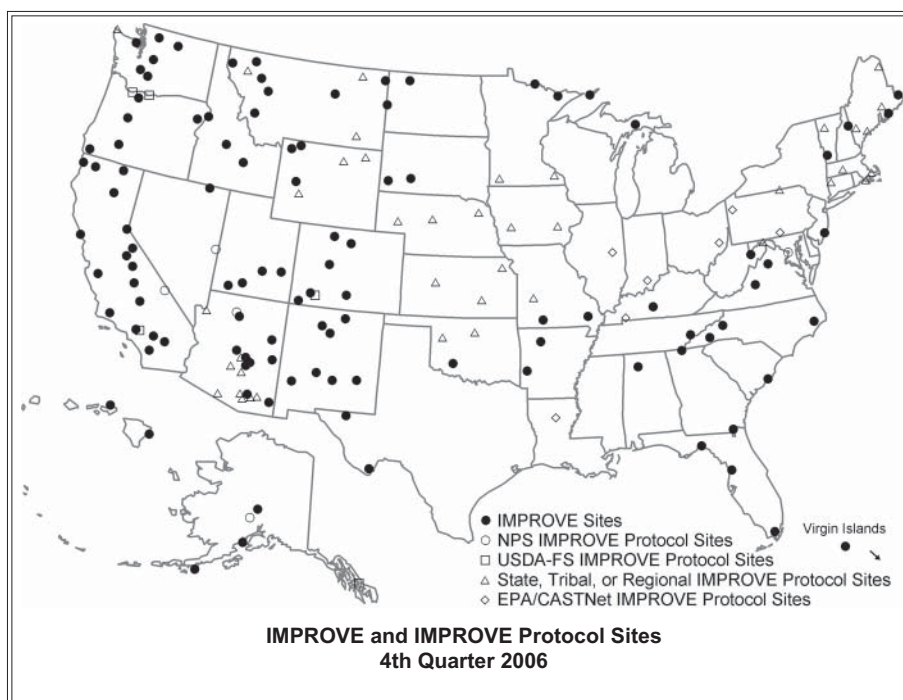 IMPROVE Sites
NPS IMPROVE Protocol Sites
USDA-FS IMPROVE Protocol Sites
State, Tribal, or Regional IMPROVE Protocol Sites
EPA/CASTNet IMPROVE Protocol Sites
Virgin Islands
IMPROVE and IMPROVE Protocol Sites
4th Quarter 2006